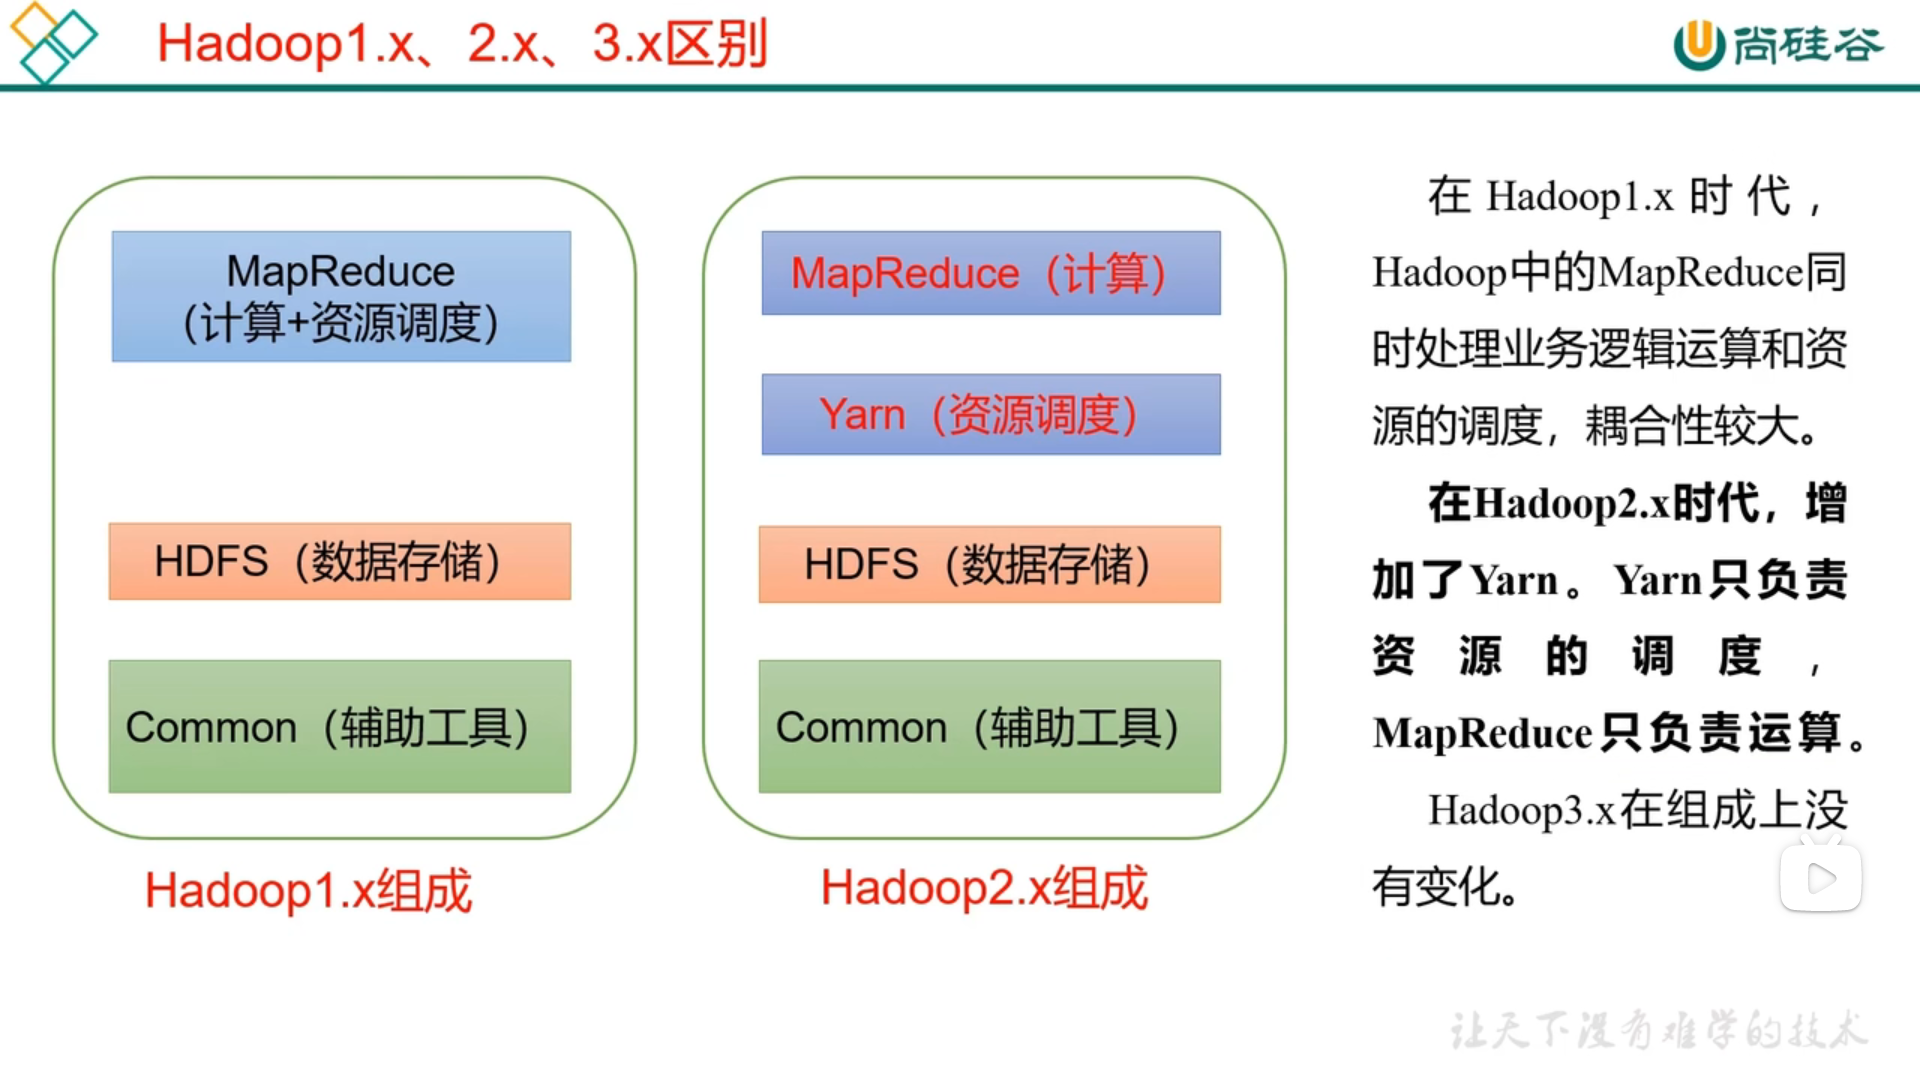 Hadoop1.x、2.x、3.x区别
尚硅谷
MapReduce
（计算+资源调度）
HDFS（数据存储）
Common（辅助工具）
Hadoop1.x组成
MapReduce（计算）
Yarn（资源调度）
HDFS（数据存储）
Common（辅助工具）
Hadoop2.x组成
在Hadoop1.x时代，
Hadoop中的MapReduce同
时处理业务逻辑运算和资
源的调度，耦合性较大。
在Hadoop2.x时代，增
加了Yarn。Yarn只负责
资源的调度，
MapReduce只负责运算。
Hadoop3.x在组成上没
有变化。
让天下没有难学的技术